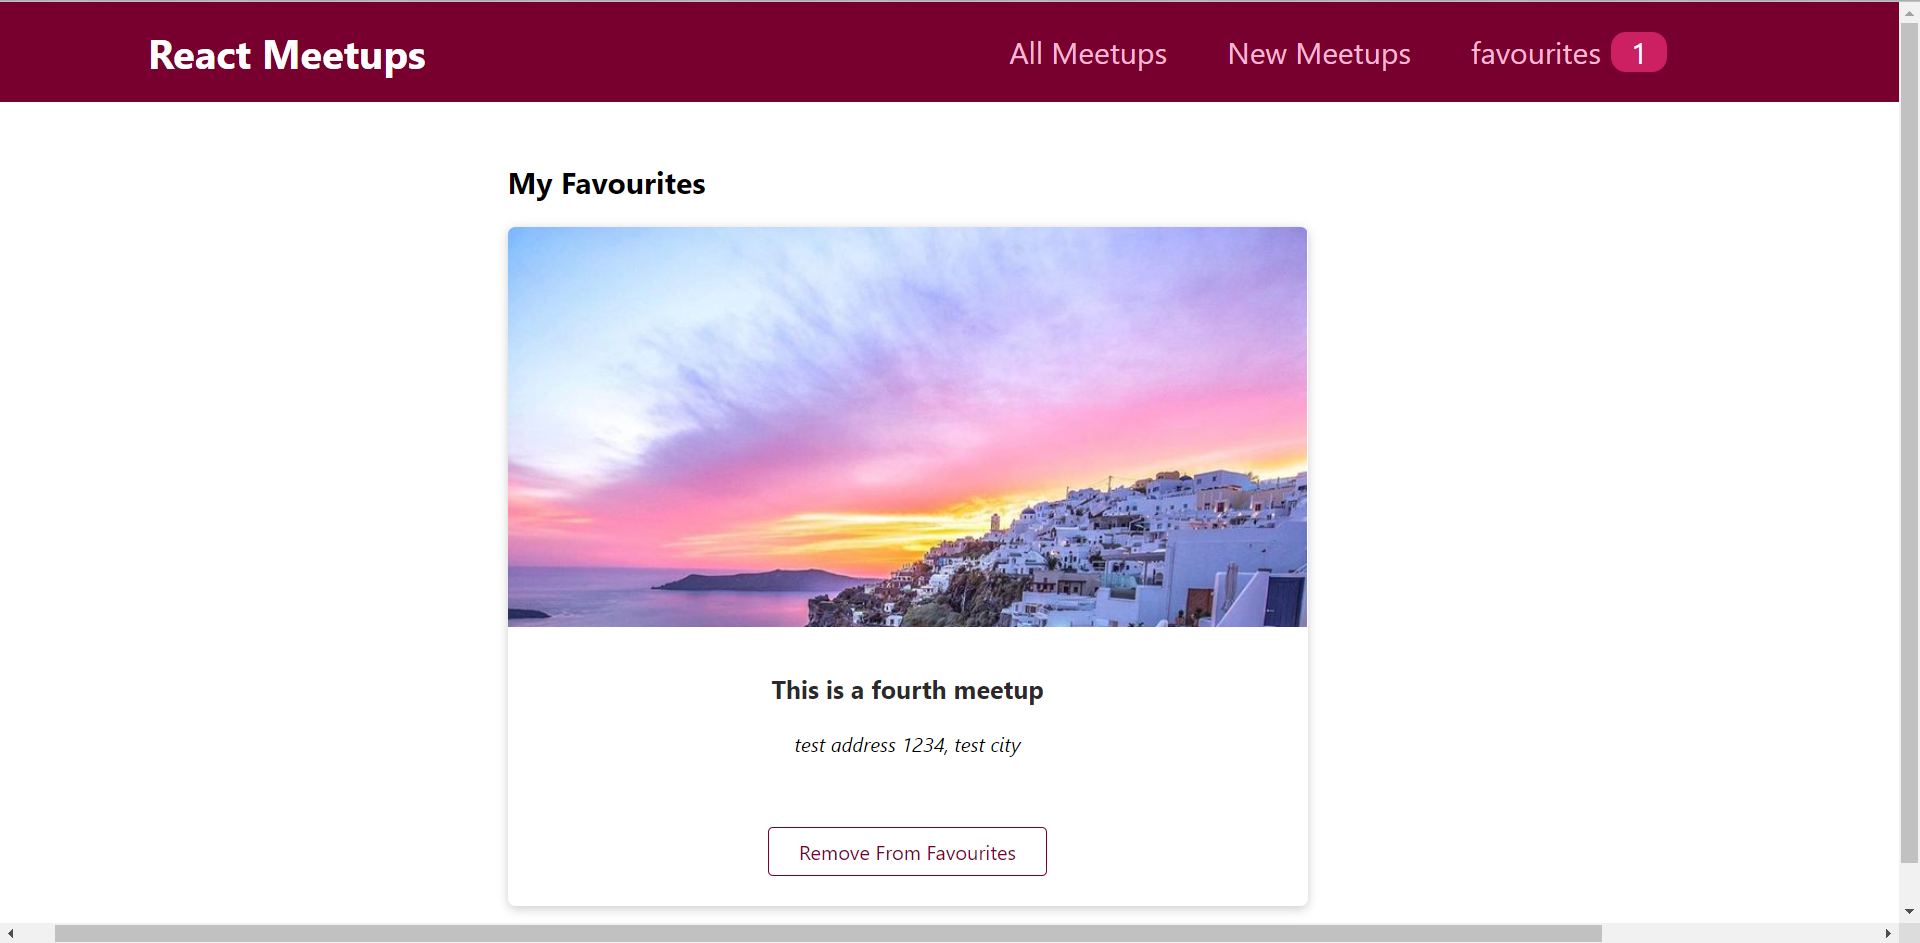 React Meetups
All Meetups
New Meetups
favourites 1
My Favourites
This is a fourth meetup
test address 1234, test city
Remove From Favourites